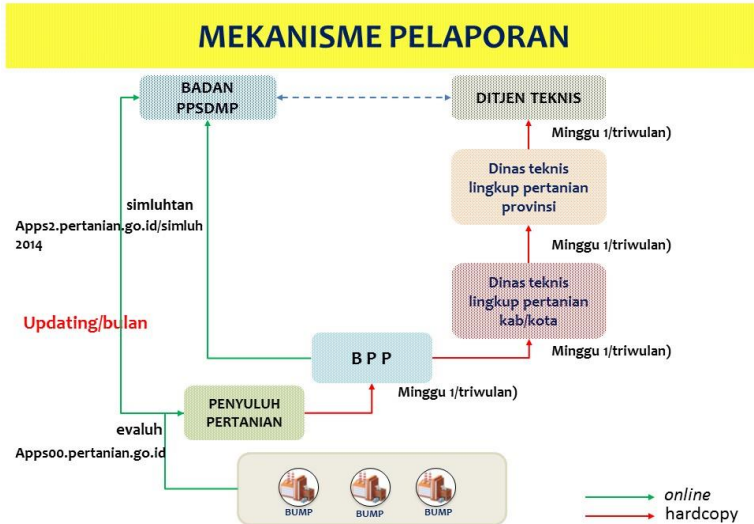 MEKANISME PELAPORAN
BADAN
PPSDMP
DITJEN TEKNIS
Minggu 1/triwulan)
Dinas teknis
lingkup pertanian
provinsi
simluhtan
Apps2.pertanian.go.id/simluh
2014
Minggu 1/triwulan)
Dinas teknis
lingkup pertanian
kab/kota
Updating/bulan
B P P
Minggu 1/triwulan)
Minggu 1/triwulan)
PENYULUH
PERTANIAN
evaluh
Apps00.pertanian.go.id
BUMP
BUMP
BUMP
online
hardcopy